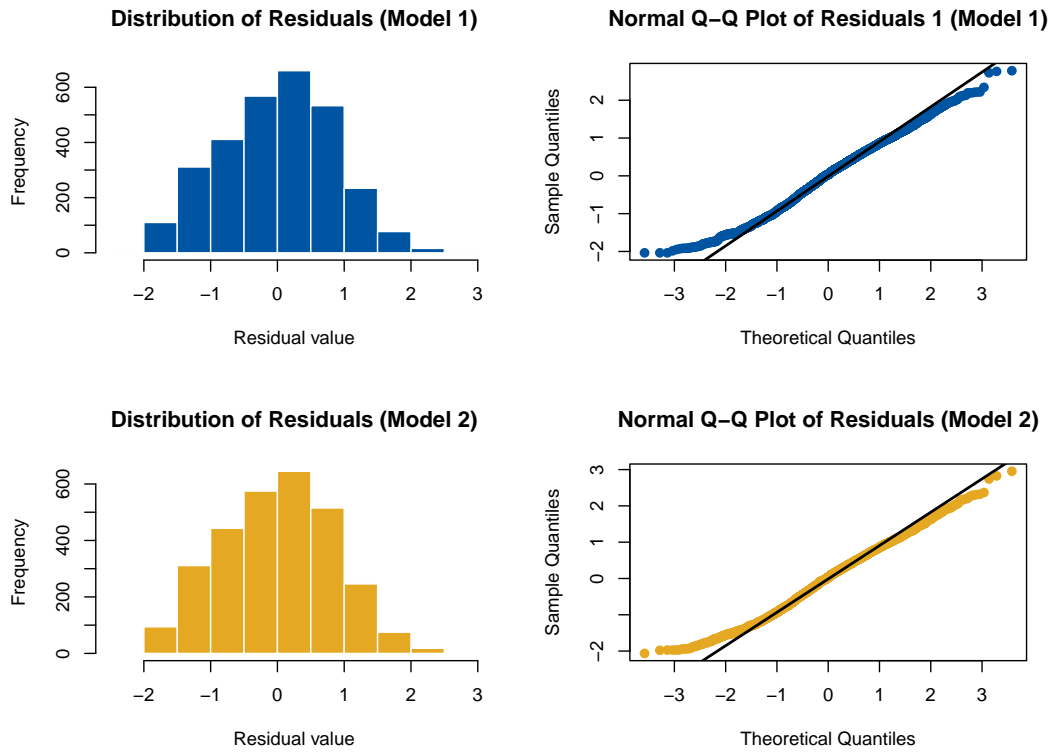 Distribution of Residuals (Model 1)
Frequency
0 200 400 600
−2 −1 0 1 2 3
Residual value
Normal Q−Q Plot of Residuals 1 (Model 1)
Sample Quantiles
−2 −1 0 1 2
−3 −2 −1 0 1 2 3
Theoretical Quantiles
Distribution of Residuals (Model 2)
Frequency
0 200 400 600
−2 −1 0 1 2 3
Residual value
Normal Q−Q Plot of Residuals (Model 2)
Sample Quantiles
−2 0 1 2 3
−3 −2 −1 0 1 2 3
Theoretical Quantiles